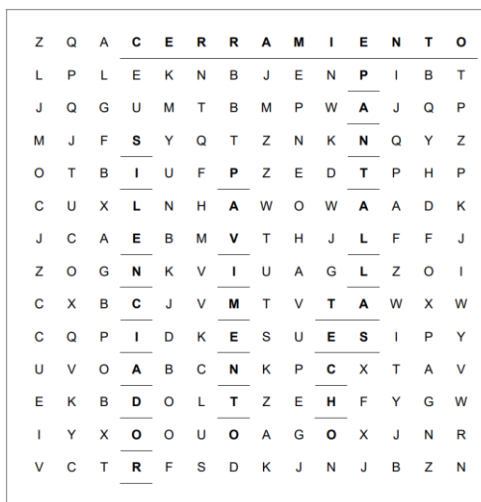 Z Q A C E R R A M I E N T O
L P L E K N B J E N P I B T
J Q G U M T B M P W A J Q P
M J F S Y Q T Z N K N Q Y Z
O T B I U F P Z E D T P H P
C U X L N H A W O W A A D K
J C A E B M V T H J L F F J
Z O G N K V I U A G L Z O I
C X B C J V M T V T A W X W
C Q P I D K E S U E S I P Y
U V O A B C N K P C X T A V
E K B D O L T Z E H F Y G W
I Y X O O U O A G O X J N R
V C T R F S D K J N J B Z N